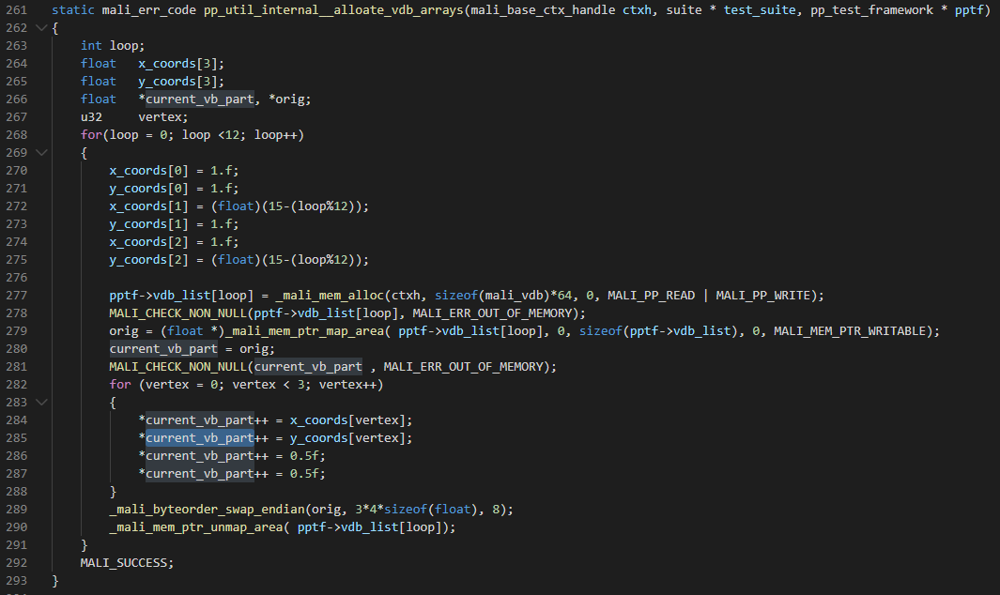 261 static mali_err_code pp_util_internal__alloate_vdb_arrays(mali_base_ctx_handle ctxh, suite * test_suite, pp_test_framework * pptf)
262 {
263     int loop;
264     float   x_coords[3];
265     float   y_coords[3];
266     float   *current_vb_part, *orig;
267     u32     vertex;
268     for(loop = 0; loop <12; loop++)
269     {
270         x_coords[0] = 1.f;
271         y_coords[0] = 1.f;
272         x_coords[1] = (float)(15-(loop%12));
273         y_coords[1] = 1.f;
274         x_coords[2] = 1.f;
275         y_coords[2] = (float)(15-(loop%12));
276
277         pptf->vdb_list[loop] = _mali_mem_alloc(ctxh, sizeof(mali_vdb)*64, 0, MALI_PP_READ | MALI_PP_WRITE);
278         MALI_CHECK_NON_NULL(pptf->vdb_list[loop], MALI_ERR_OUT_OF_MEMORY);
279         orig = (float *)_mali_mem_ptr_map_area( pptf->vdb_list[loop], 0, sizeof(pptf->vdb_list), 0, MALI_MEM_PTR_WRITABLE);
280         current_vb_part = orig;
281         MALI_CHECK_NON_NULL(current_vb_part , MALI_ERR_OUT_OF_MEMORY);
282         for (vertex = 0; vertex < 3; vertex++)
283         {
284             *current_vb_part++ = x_coords[vertex];
285             *current_vb_part++ = y_coords[vertex];
286             *current_vb_part++ = 0.5f;
287             *current_vb_part++ = 0.5f;
288         }
289         _mali_byteorder_swap_endian(orig, 3*4*sizeof(float), 8);
290         _mali_mem_ptr_unmap_area( pptf->vdb_list[loop]);
291     }
292     MALI_SUCCESS;
293 }